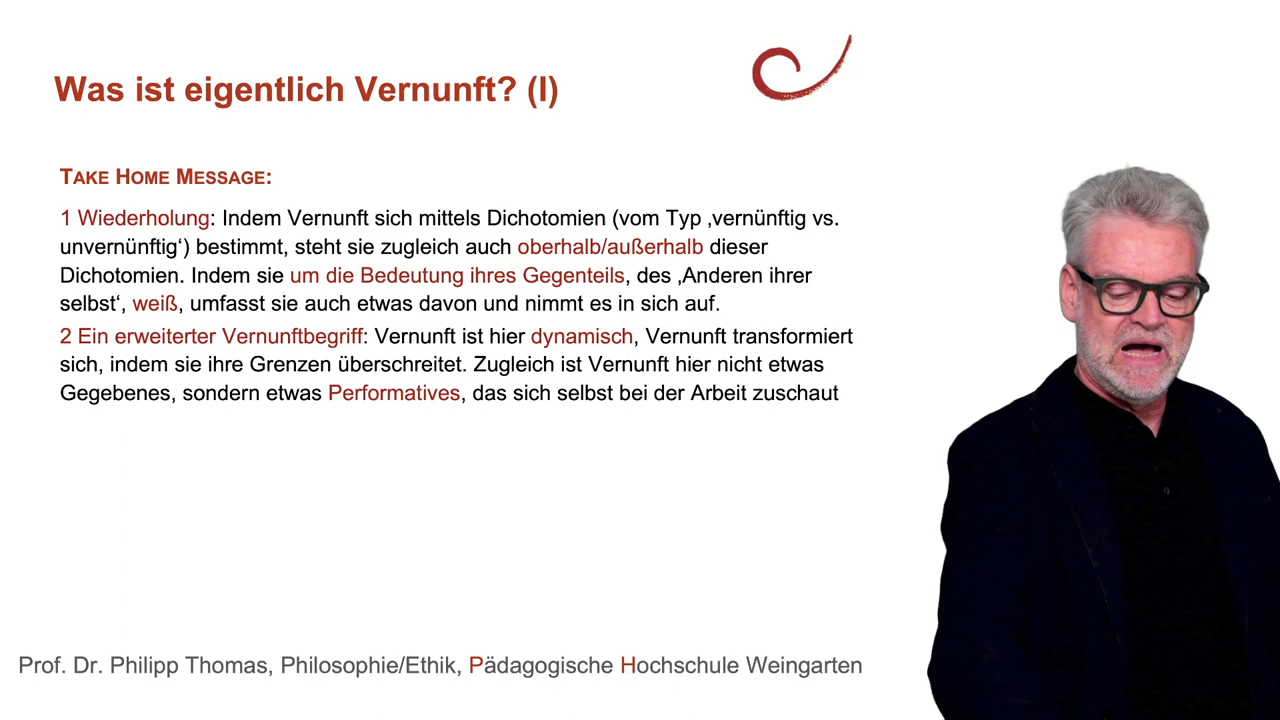 Was ist eigentlich Vernunft? (I)
TAKE HOME MESSAGE:
1 Wiederholung: Indem Vernunft sich mittels Dichotomien (vom Typ ‚vernünftig vs.
unvernünftig‘) bestimmt, steht sie zugleich auch oberhalb/außerhalb dieser
Dichotomien. Indem sie um die Bedeutung ihres Gegenteils, des ‚Anderen ihrer
selbst‘, weiß, umfasst sie auch etwas davon und nimmt es in sich auf.
2 Ein erweiterter Vernunftbegriff: Vernunft ist hier dynamisch, Vernunft transformiert
sich, indem sie ihre Grenzen überschreitet. Zugleich ist Vernunft hier nicht etwas
Gegebenes, sondern etwas Performatives, das sich selbst bei der Arbeit zuschaut
Prof. Dr. Philipp Thomas, Philosophie/Ethik, Pädagogische Hochschule Weingarten